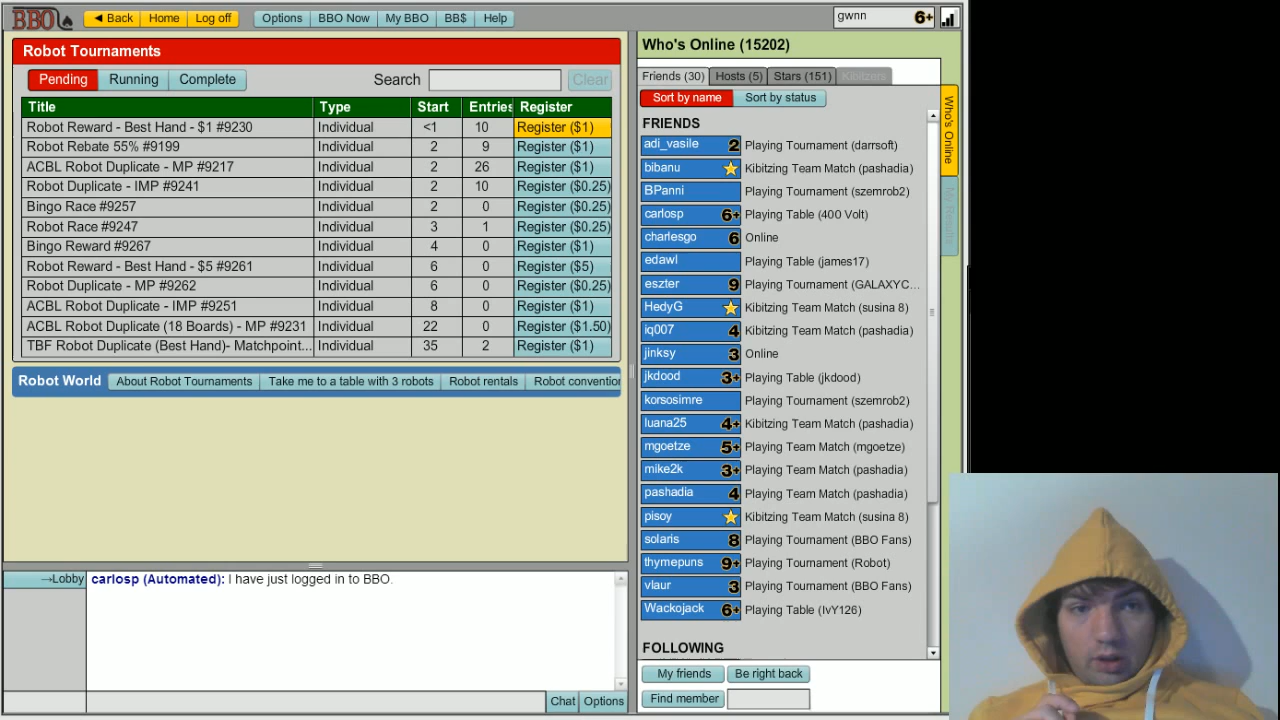 BBO ◄ Back Home Log off Options BBO Now My BBO BB$ Help gwnn 6+
Robot Tournaments
Pending Running Complete Search Clear
Title Type Start Entries Register
Robot Reward - Best Hand - $1 #9230 Individual <1 10 Register ($1)
Robot Rebate 55% #9199 Individual 2 9 Register ($1)
ACBL Robot Duplicate - MP #9217 Individual 2 26 Register ($1)
Robot Duplicate - IMP #9241 Individual 2 10 Register ($0.25)
Bingo Race #9257 Individual 2 0 Register ($0.25)
Robot Race #9247 Individual 3 1 Register ($0.25)
Bingo Reward #9267 Individual 4 0 Register ($1)
Robot Reward - Best Hand - $5 #9261 Individual 6 0 Register ($5)
Robot Duplicate - MP #9262 Individual 6 0 Register ($0.25)
ACBL Robot Duplicate - IMP #9251 Individual 8 0 Register ($1)
ACBL Robot Duplicate (18 Boards) - MP #9231 Individual 22 0 Register ($1.50)
TBF Robot Duplicate (Best Hand)- Matchpoint... Individual 35 2 Register ($1)
Robot World About Robot Tournaments Take me to a table with 3 robots Robot rentals Robot convention
→Lobby carlosp (Automated): I have just logged in to BBO.
Chat Options
Who's Online (15202)
Friends (30) Hosts (5) Stars (151) Kibitzers
Sort by name Sort by status
FRIENDS
adi_vasile 2 Playing Tournament (darrsoft)
bibanu Kibitzing Team Match (pashadia)
BPanni Playing Tournament (szemrob2)
carlosp 6+ Playing Table (400 Volt)
charlesgo 6 Online
edawl Playing Table (james17)
eszter 9 Playing Tournament (GALAXYC...
HedyG Kibitzing Team Match (susina 8)
iq007 4 Kibitzing Team Match (pashadia)
jinksy 3 Online
jkdood 3+ Playing Table (jkdood)
korsosimre Playing Tournament (szemrob2)
luana25 4+ Kibitzing Team Match (pashadia)
mgoetze 5+ Playing Team Match (mgoetze)
mike2k 3+ Playing Team Match (pashadia)
pashadia 4 Playing Team Match (pashadia)
pisoy Kibitzing Team Match (susina 8)
solaris 8 Playing Tournament (BBO Fans)
thymepuns 9+ Playing Tournament (Robot)
vlaur 3 Playing Tournament (BBO Fans)
Wackojack 6+ Playing Table (IvY126)
FOLLOWING
My friends Be right back
Find member
Who's Online
My Results